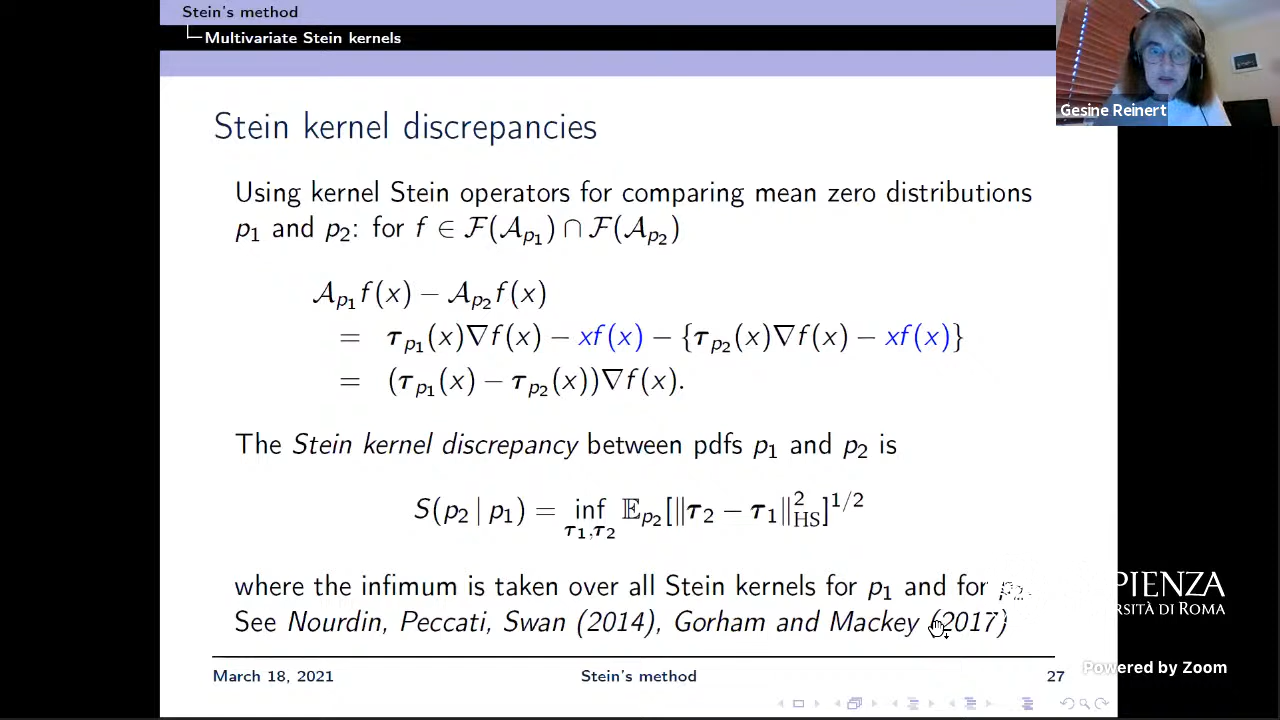 Stein's method
Multivariate Stein kernels
Gesine Reinert
Stein kernel discrepancies
Using kernel Stein operators for comparing mean zero distributions
p₁ and p₂: for f ∈ ℱ(𝒜_{p₁}) ∩ ℱ(𝒜_{p₂})
𝒜_{p₁}f(x) − 𝒜_{p₂}f(x)
= τ_{p₁}(x)∇f(x) − xf(x) − {τ_{p₂}(x)∇f(x) − xf(x)}
= (τ_{p₁}(x) − τ_{p₂}(x))∇f(x).
The Stein kernel discrepancy between pdfs p₁ and p₂ is
S(p₂ | p₁) = inf_{τ₁,τ₂} 𝔼_{p₂}[‖τ₂ − τ₁‖²_{HS}]^{1/2}
where the infimum is taken over all Stein kernels for p₁ and for
See Nourdin, Peccati, Swan (2014), Gorham and Mackey (2017)
PIENZA
RSITÀ DI ROMA
March 18, 2021 Stein's method 27
Powered by Zoom